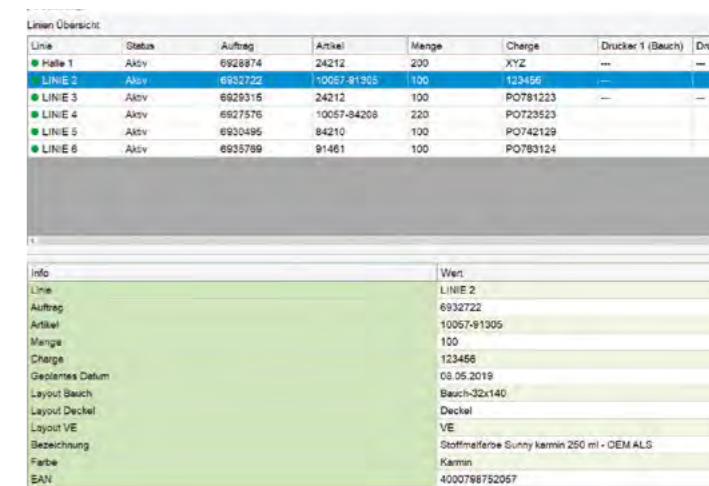 Linien Übersicht
Linie Status Auftrag Artikel Menge Charge Drucker 1 (Bauch)
Halle 1 Aktiv 6928874 24212 200 XYZ --- ---
LINIE 2 Aktiv 6932722 10057-91305 100 123456 ---
LINIE 3 Aktiv 6929315 24212 100 PO781223 --- ---
LINIE 4 Aktiv 6927576 10057-84208 220 PO723523
LINIE 5 Aktiv 6930495 84210 100 PO742129
LINIE 6 Aktiv 6935769 91461 100 PO783124
Info Wert
Linie LINIE 2
Auftrag 6932722
Artikel 10057-91305
Menge 100
Charge 123456
Geplantes Datum 08.05.2019
Layout Bauch Bauch-32x140
Layout Deckel Deckel
Layout VE VE
Bezeichnung Stoffmalfarbe Sunny karmin 250 ml - OEM ALS
Farbe Karmin
EAN 4000798752057